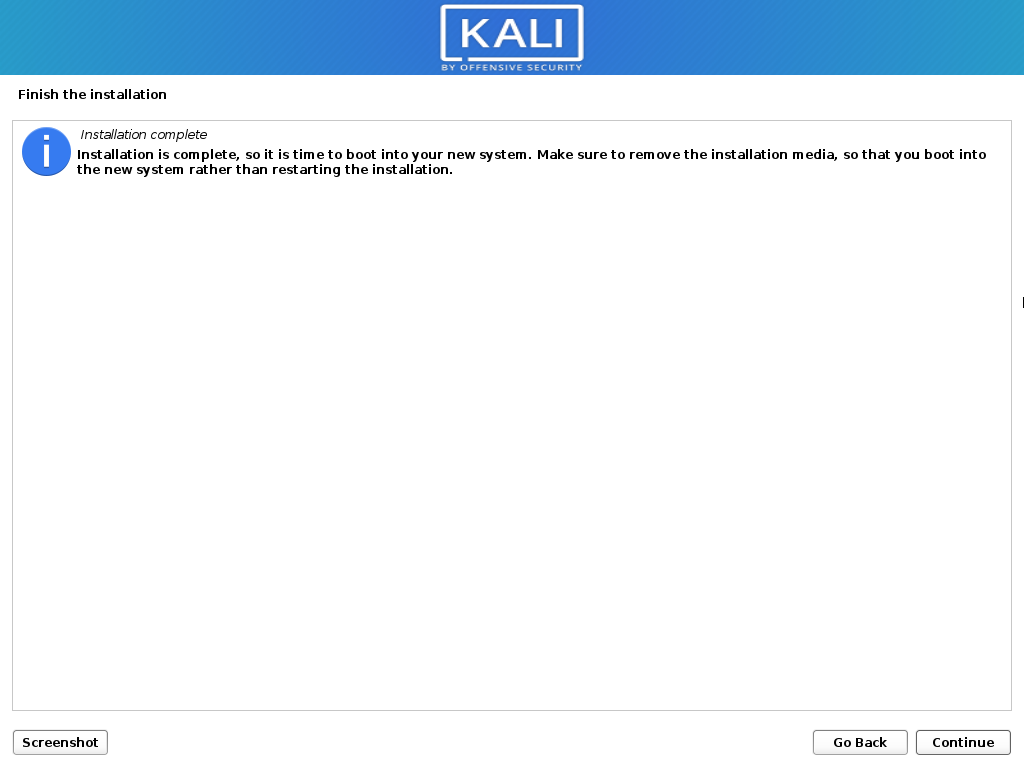 KALI
BY OFFENSIVE SECURITY
Finish the installation
Installation complete
Installation is complete, so it is time to boot into your new system. Make sure to remove the installation media, so that you boot into
the new system rather than restarting the installation.
Screenshot
Go Back
Continue